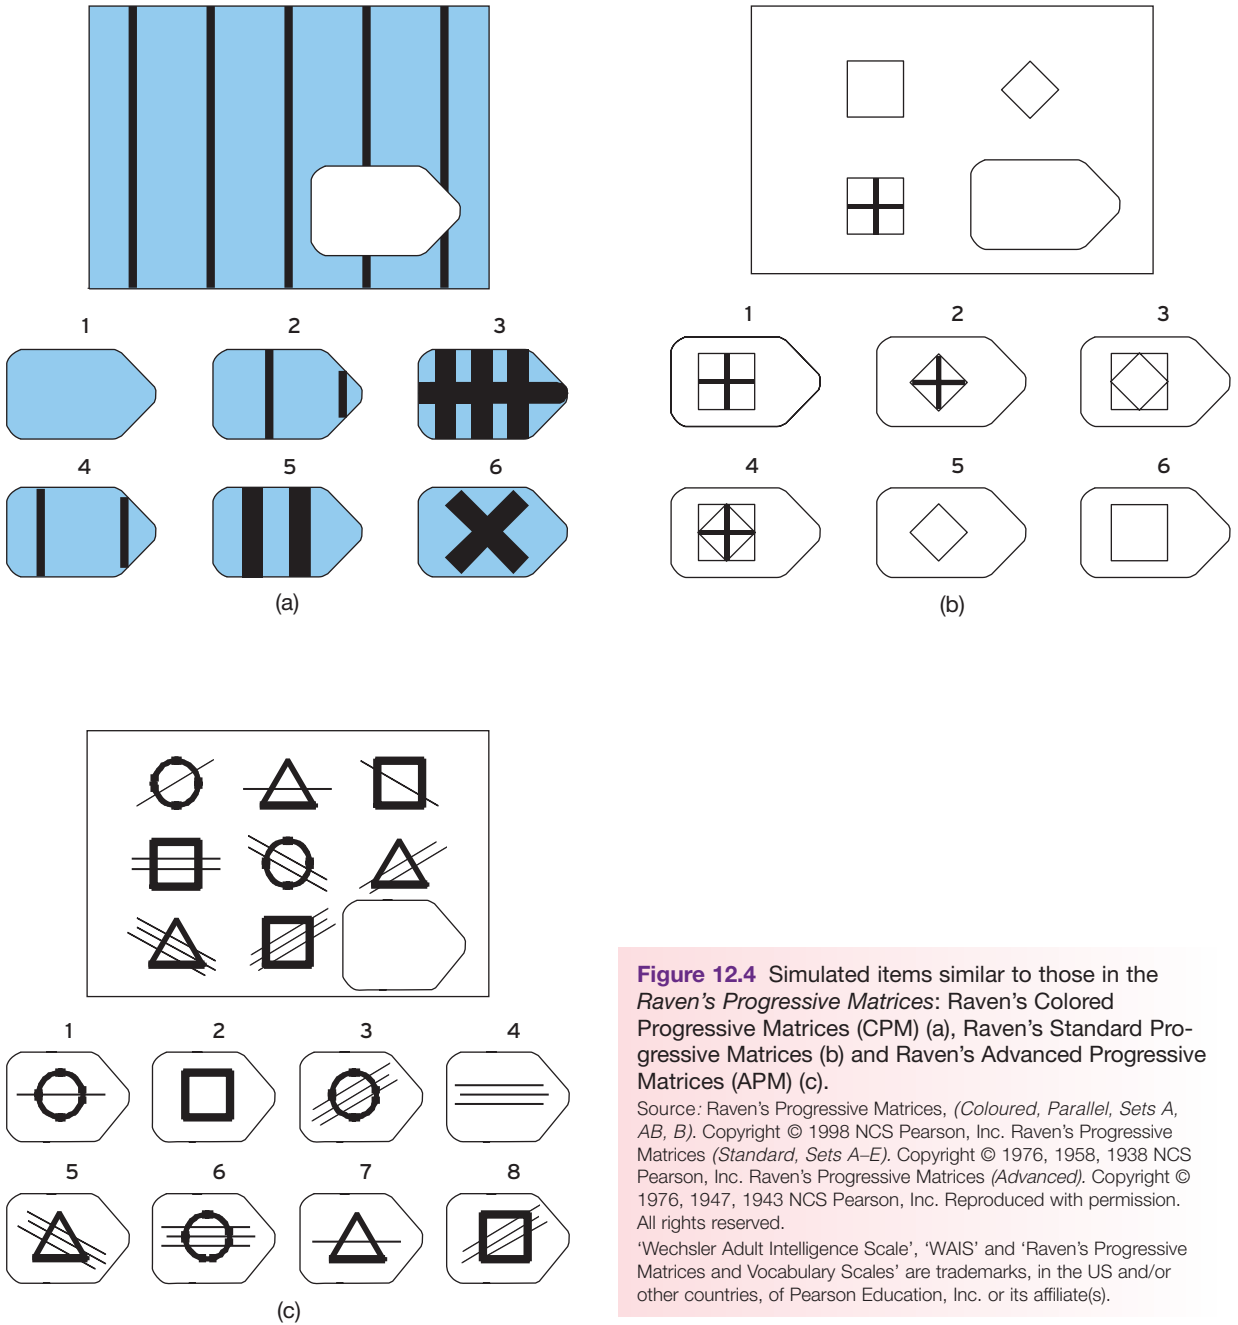 1 2 3
4 5 6
(a)
1 2 3
4 5 6
(b)
1 2 3 4
5 6 7 8
(c)
Figure 12.4 Simulated items similar to those in the
Raven’s Progressive Matrices: Raven’s Colored
Progressive Matrices (CPM) (a), Raven’s Standard Pro-
gressive Matrices (b) and Raven’s Advanced Progressive
Matrices (APM) (c).
Source: Raven’s Progressive Matrices, (Coloured, Parallel, Sets A,
AB, B). Copyright © 1998 NCS Pearson, Inc. Raven’s Progressive
Matrices (Standard, Sets A–E). Copyright © 1976, 1958, 1938 NCS
Pearson, Inc. Raven’s Progressive Matrices (Advanced). Copyright ©
1976, 1947, 1943 NCS Pearson, Inc. Reproduced with permission.
All rights reserved.
‘Wechsler Adult Intelligence Scale’, ‘WAIS’ and ‘Raven’s Progressive
Matrices and Vocabulary Scales’ are trademarks, in the US and/or
other countries, of Pearson Education, Inc. or its affiliate(s).